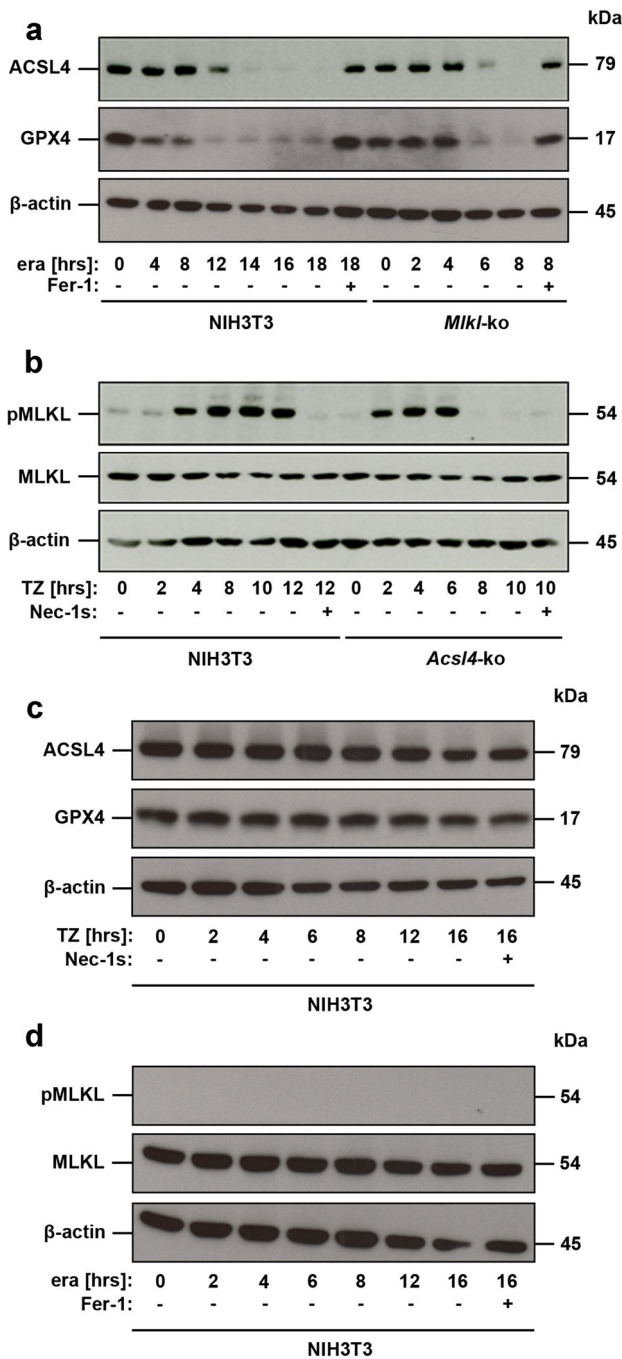 a
kDa
ACSL4 79
GPX4 17
β-actin 45
era [hrs]: 0 4 8 12 14 16 18 18 0 2 4 6 8 8
Fer-1: - - - - - - - + - - - - - +
NIH3T3 Mlkl-ko
b
pMLKL 54
MLKL 54
β-actin 45
TZ [hrs]: 0 2 4 8 10 12 12 0 2 4 6 8 10 10
Nec-1s: - - - - - - + - - - - - - +
NIH3T3 Acsl4-ko
c
kDa
ACSL4 79
GPX4 17
β-actin 45
TZ [hrs]: 0 2 4 6 8 12 16 16
Nec-1s: - - - - - - - +
NIH3T3
d
kDa
pMLKL 54
MLKL 54
β-actin 45
era [hrs]: 0 2 4 6 8 12 16 16
Fer-1: - - - - - - - +
NIH3T3